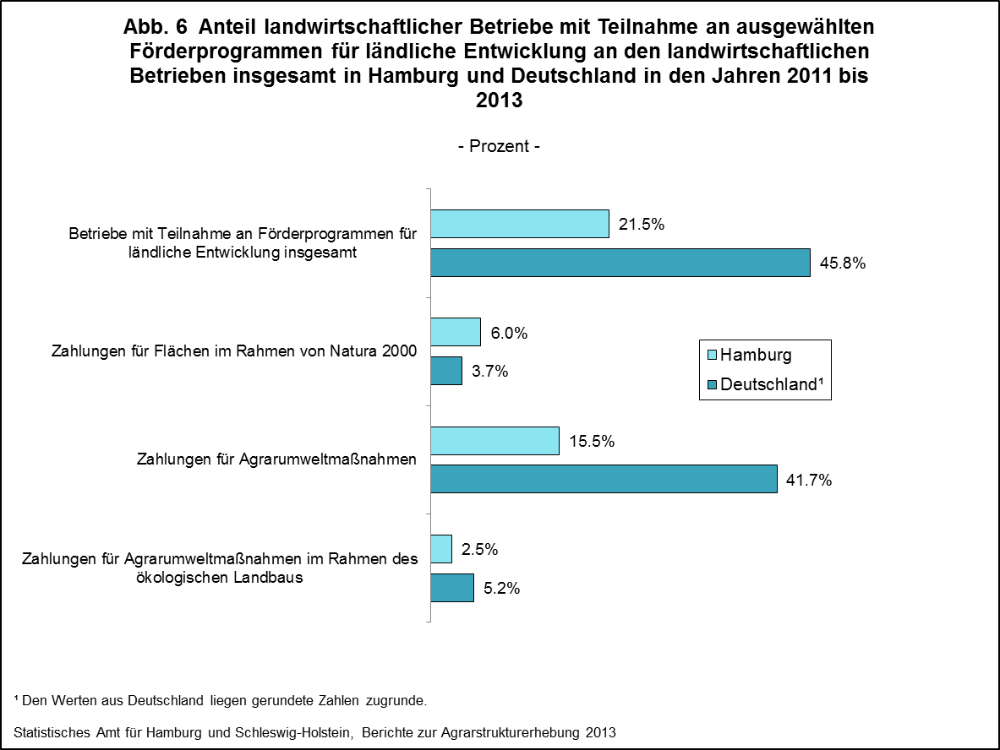 Abb. 6 Anteil landwirtschaftlicher Betriebe mit Teilnahme an ausgewählten
Förderprogrammen für ländliche Entwicklung an den landwirtschaftlichen
Betrieben insgesamt in Hamburg und Deutschland in den Jahren 2011 bis
2013
- Prozent -
Betriebe mit Teilnahme an Förderprogrammen für
ländliche Entwicklung insgesamt
21.5%
45.8%
Zahlungen für Flächen im Rahmen von Natura 2000
6.0%
3.7%
Hamburg
Deutschland¹
Zahlungen für Agrarumweltmaßnahmen
15.5%
41.7%
Zahlungen für Agrarumweltmaßnahmen im Rahmen des
ökologischen Landbaus
2.5%
5.2%
¹ Den Werten aus Deutschland liegen gerundete Zahlen zugrunde.
Statistisches Amt für Hamburg und Schleswig-Holstein, Berichte zur Agrarstrukturerhebung 2013